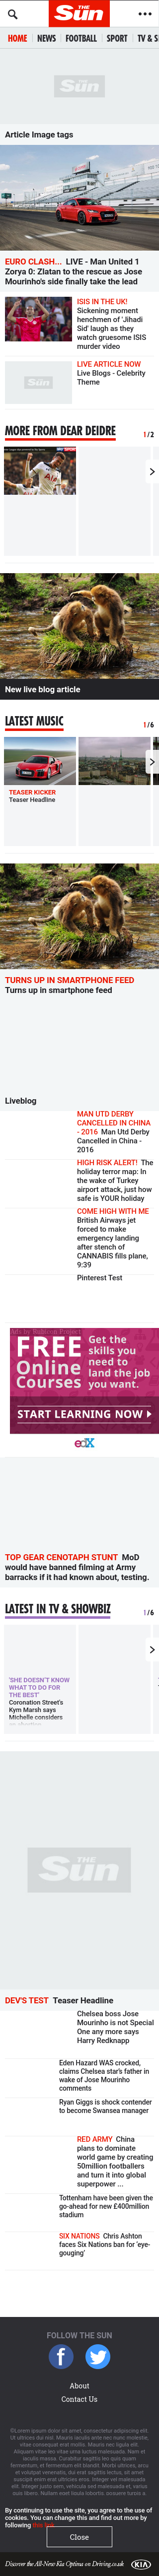 THE
Sun
HOME NEWS FOOTBALL SPORT TV & S
THE
Sun
Article Image tags
EURO CLASH... LIVE - Man United 1
Zorya 0: Zlatan to the rescue as Jose
Mourinho's side finally take the lead
ISIS IN THE UK!
Sickening moment
henchmen of 'Jihadi
Sid' laugh as they
watch gruesome ISIS
murder video
THE
Sun
LIVE ARTICLE NOW
Live Blogs - Celebrity
Theme
MORE FROM DEAR DEIDRE
1/2
New live blog article
LATEST MUSIC
1/6
TEASER KICKER
Teaser Headline
TURNS UP IN SMARTPHONE FEED
Turns up in smartphone feed
Liveblog
MAN UTD DERBY
CANCELLED IN CHINA
- 2016 Man Utd Derby
Cancelled in China -
2016
HIGH RISK ALERT! The
holiday terror map: In
the wake of Turkey
airport attack, just how
safe is YOUR holiday
COME HIGH WITH ME
British Airways jet
forced to make
emergency landing
after stench of
CANNABIS fills plane,
9:39
Pinterest Test
FREE
Online
Courses
Get the
skills you
need to
land the job
you want.
START LEARNING NOW
edX
TOP GEAR CENOTAPH STUNT MoD
would have banned filming at Army
barracks if it had known about, testing.
LATEST IN TV & SHOWBIZ
1/6
'SHE DOESN'T KNOW
WHAT TO DO FOR
THE BEST'
Coronation Street's
Kym Marsh says
Michelle considers
THE
Sun
DEV'S TEST Teaser Headline
Chelsea boss Jose
Mourinho is not Special
One any more says
Harry Redknapp
Eden Hazard WAS crocked,
claims Chelsea star's father in
wake of Jose Mourinho
comments
Ryan Giggs is shock contender
to become Swansea manager
RED ARMY China
plans to dominate
world game by creating
50million footballers
and turn it into global
superpower ...
Tottenham have been given the
go-ahead for new £400million
stadium
SIX NATIONS Chris Ashton
faces Six Nations ban for 'eye-
gouging'
FOLLOW THE SUN
About
Contact Us
©Lorem ipsum dolor sit amet, consectetur adipiscing elit.
By continuing to use the site, you agree to the use of
cookies. You can change this and find out more by
following this link
Close
Discover the All-New Kia Optima on Driving.co.uk
KIA